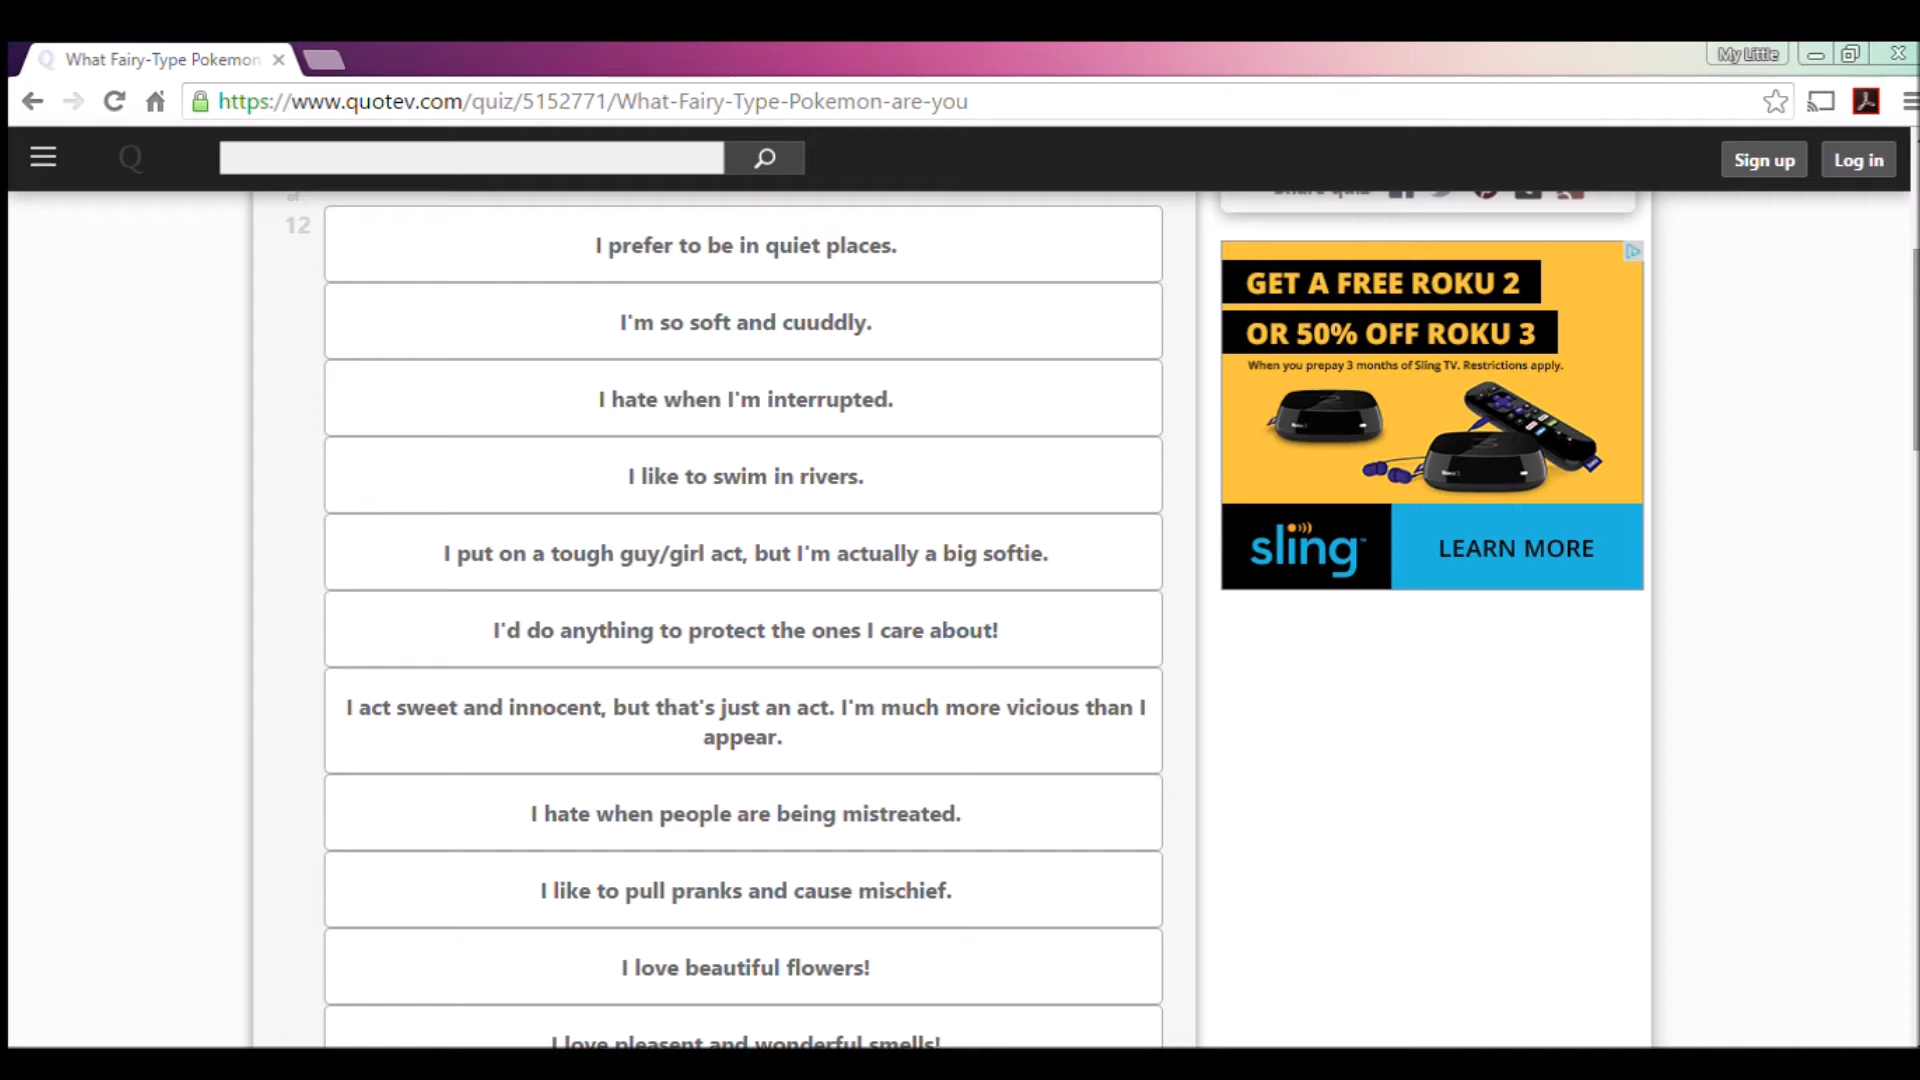 What Fairy-Type Pokemon
My Little
https://www.quotev.com/quiz/5152771/What-Fairy-Type-Pokemon-are-you
Q
Sign up
Log in
of
12
Share quiz
I prefer to be in quiet places.
I'm so soft and cuuddly.
I hate when I'm interrupted.
I like to swim in rivers.
I put on a tough guy/girl act, but I'm actually a big softie.
I'd do anything to protect the ones I care about!
I act sweet and innocent, but that's just an act. I'm much more vicious than I
appear.
I hate when people are being mistreated.
I like to pull pranks and cause mischief.
I love beautiful flowers!
I love pleasent and wonderful smells!
GET A FREE ROKU 2
OR 50% OFF ROKU 3
When you prepay 3 months of Sling TV. Restrictions apply.
sling
LEARN MORE